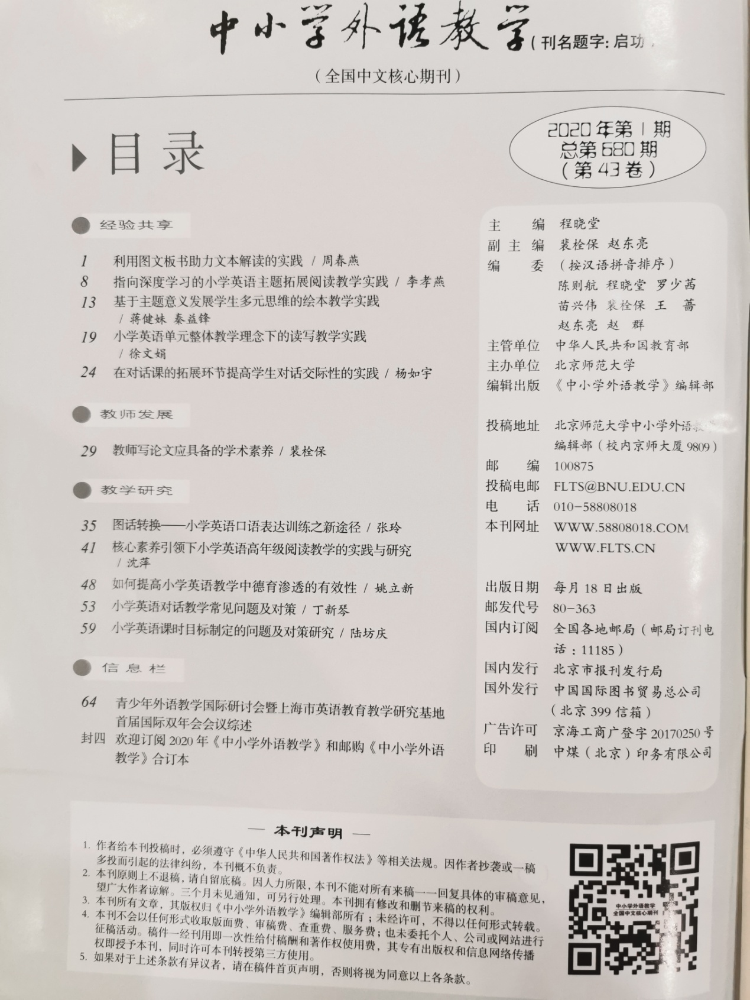 中小学外语教学(刊名题字:启功
(全国中文核心期刊)
目录
2020年第1期
总第680期
(第43卷)
经验共享
1 利用图文板书助力文本解读的实践 / 周春燕
8 指向深度学习的小学英语主题拓展阅读教学实践 / 李孝燕
13 基于主题意义发展学生多元思维的绘本教学实践
/ 蒋健妹 秦益锋
19 小学英语单元整体教学理念下的读写教学实践
/ 徐文娟
24 在对话课的拓展环节提高学生对话交际性的实践 / 杨如宇
教师发展
29 教师写论文应具备的学术素养 / 裴栓保
教学研究
35 图话转换——小学英语口语表达训练之新途径 / 张玲
41 核心素养引领下小学英语高年级阅读教学的实践与研究
/ 沈萍
48 如何提高小学英语教学中德育渗透的有效性 / 姚立新
53 小学英语对话教学常见问题及对策 / 丁新琴
59 小学英语课时目标制定的问题及对策研究 / 陆坊庆
信息栏
64 青少年外语教学国际研讨会暨上海市英语教育教学研究基地
首届国际双年会会议综述
封四 欢迎订阅2020年《中小学外语教学》和邮购《中小学外语
教学》合订本
主编 程晓堂
副主编 裴栓保 赵东亮
编委 (按汉语拼音排序)
陈则航 程晓堂 罗少茜
苗兴伟 裴栓保 王蔷
赵东亮 赵群
主管单位 中华人民共和国教育部
主办单位 北京师范大学
编辑出版 《中小学外语教学》编辑部
投稿地址 北京师范大学中小学外语教
编辑部(校内京师大厦9809)
邮编 100875
投稿电邮 FLTS@BNU.EDU.CN
电话 010-58808018
本刊网址 WWW.58808018.COM
WWW.FLTS.CN
出版日期 每月18日出版
邮发代号 80-363
国内订阅 全国各地邮局(邮局订刊电
话:11185)
国内发行 北京市报刊发行局
国外发行 中国国际图书贸易总公司
(北京399信箱)
广告许可 京海工商广登字20170250号
印刷 中煤(北京)印务有限公司
— 本刊声明 —
1. 作者给本刊投稿时,必须遵守《中华人民共和国著作权法》等相关法规。因作者抄袭或一稿
多投而引起的法律纠纷,本刊概不负责。
2. 本刊原则上不退稿,请自留底稿。因人力所限,本刊不能对所有来稿一一回复具体的审稿意见,
望广大作者谅解。三个月未见通知,可另行处理。本刊拥有修改和删节来稿的权利。
3. 本刊所有文章,其版权归《中小学外语教学》编辑部所有;未经许可,不得以任何形式转载。
4. 本刊不会以任何形式收取版面费、审稿费、查重费、服务费;也未委托个人、公司或网站进行
征稿活动。稿件一经刊用即一次性给付稿酬和著作权使用费,其专有出版权和信息网络传播
权即授予本刊,同时许可本刊转授第三方使用。
5. 如果对于上述条款有异议者,请在稿件首页声明,否则将视为同意以上各条款。
中小学外语教学
全国中文核心期刊